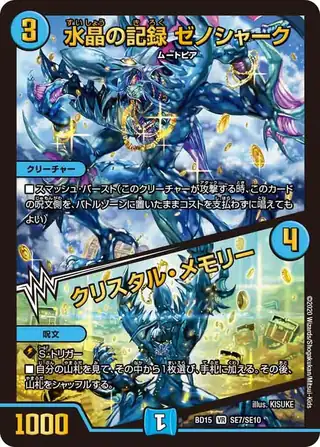 3
水晶の記録 ゼノシャーク
ムートピア
クリーチャー
■スマッシュ・バースト(このクリーチャーが攻撃する時、このカード
の呪文側を、バトルゾーンに置いたままコストを支払わずに唱えても
よい)
4
クリスタル・メモリー
呪文
■S・トリガー
■自分の山札を見て、その中から1枚選び、手札に加える。その後、
山札をシャッフルする。
illus. KISUKE
1000
BD15 VR SE7/SE10
©2020 Wizards/Shogakukan/Mitsui-Kids